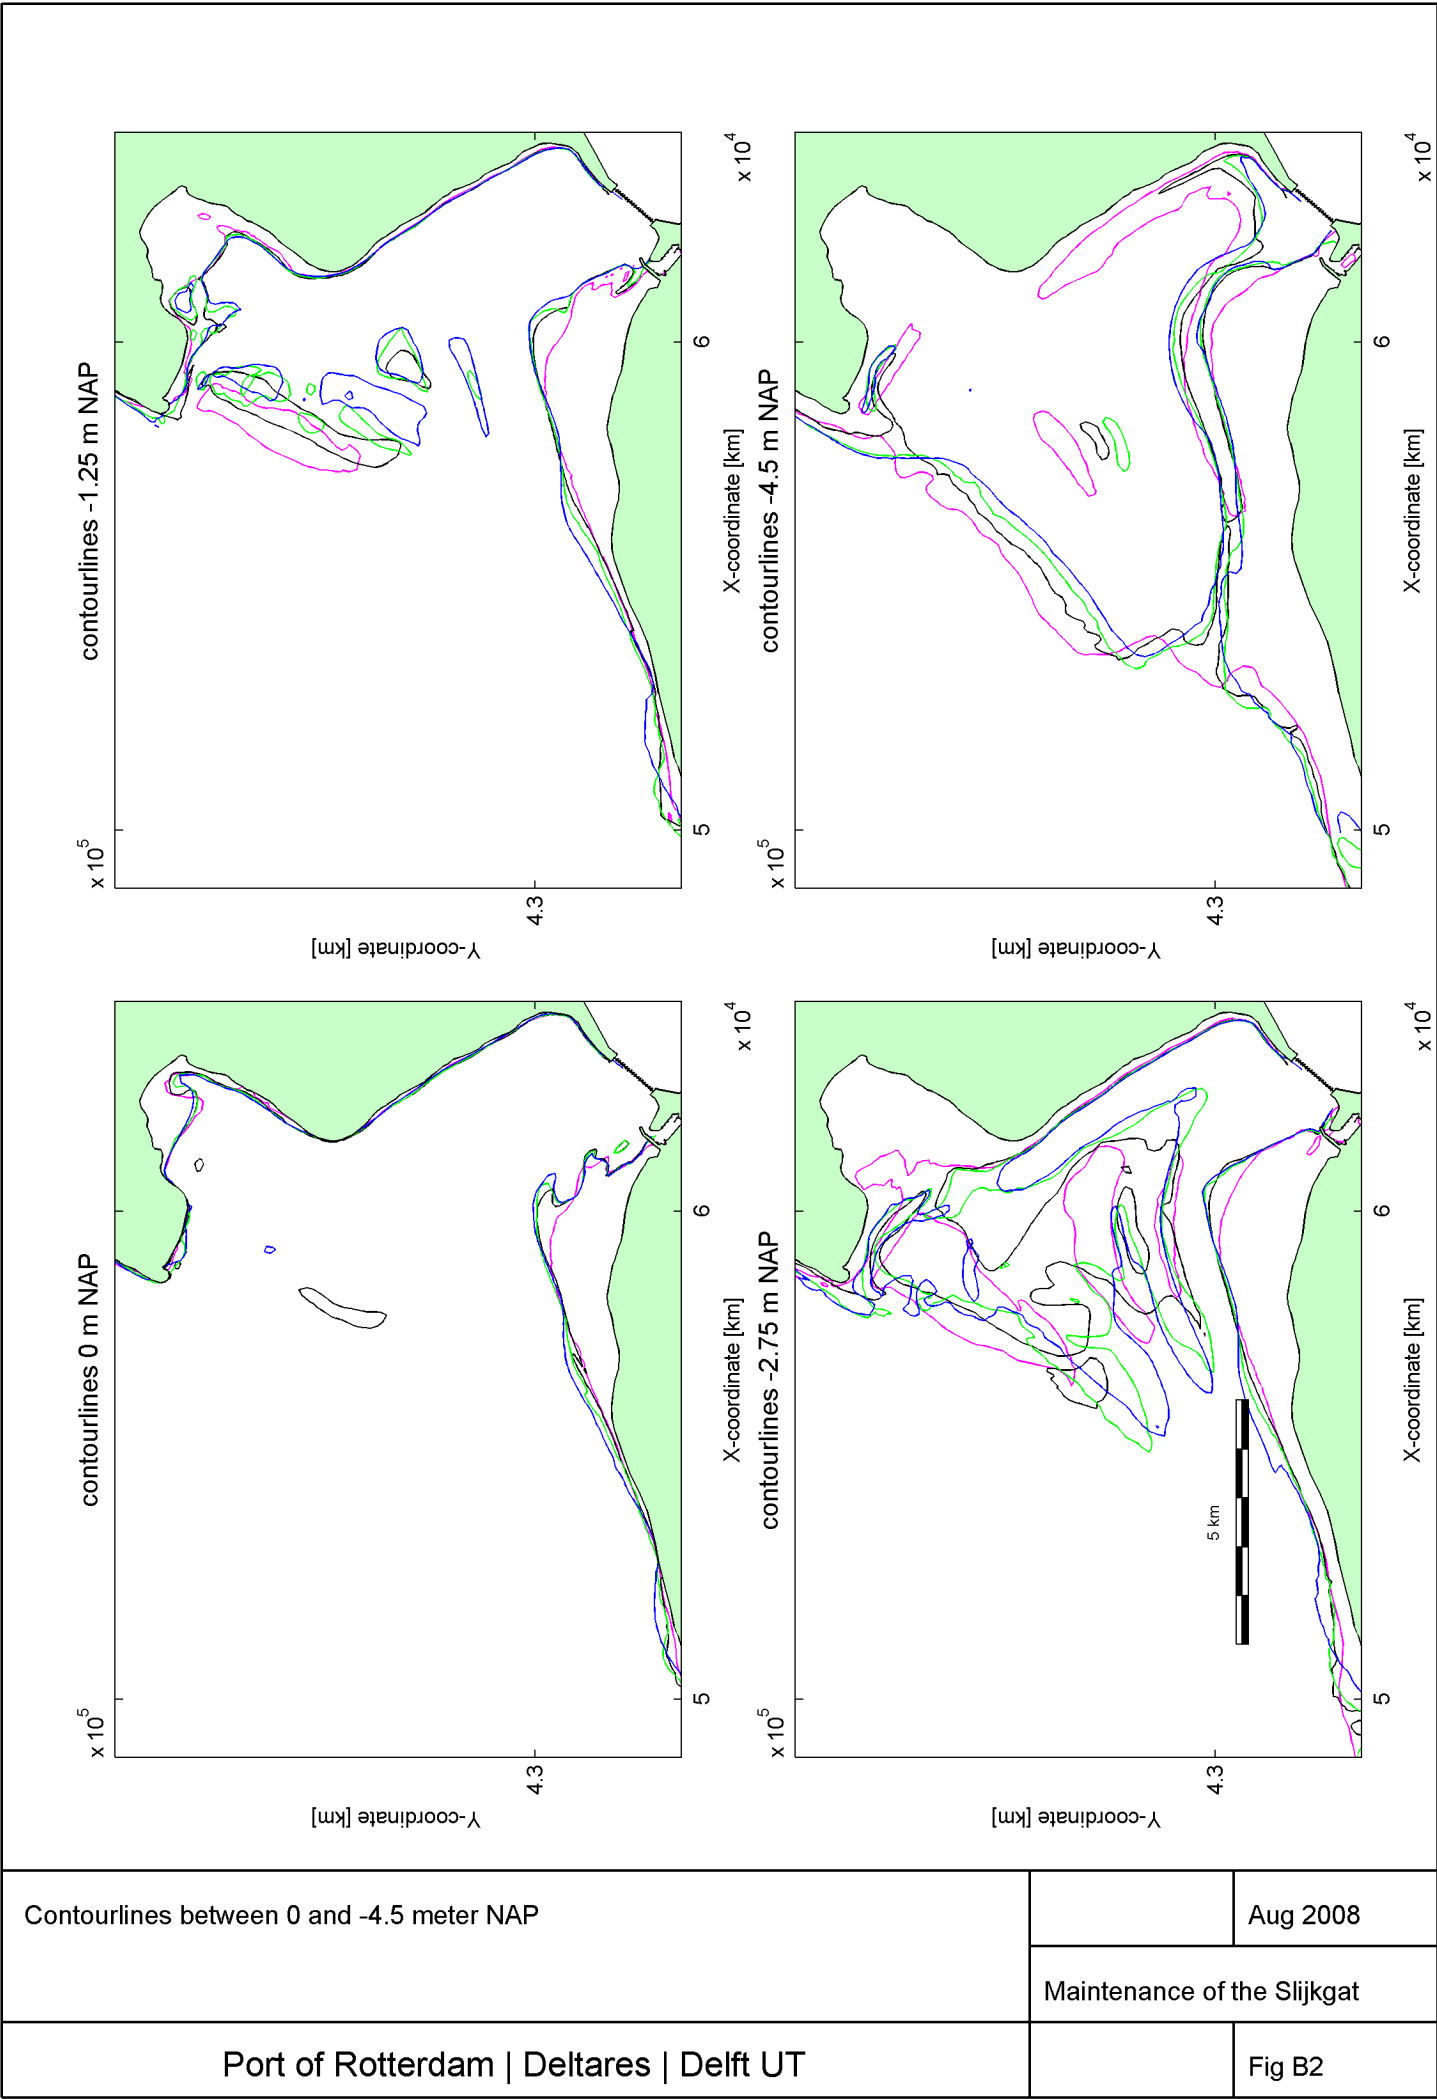 contourlines 0 m NAP
x 10^5
Y-coordinate [km]
4.3
5
6
x 10^4
X-coordinate [km]
contourlines -1.25 m NAP
x 10^5
Y-coordinate [km]
4.3
5
6
x 10^4
X-coordinate [km]
contourlines -2.75 m NAP
x 10^5
Y-coordinate [km]
4.3
5 km
5
6
x 10^4
X-coordinate [km]
contourlines -4.5 m NAP
x 10^5
Y-coordinate [km]
4.3
5
6
x 10^4
X-coordinate [km]
Contourlines between 0 and -4.5 meter NAP
Aug 2008
Maintenance of the Slijkgat
Port of Rotterdam | Deltares | Delft UT
Fig B2